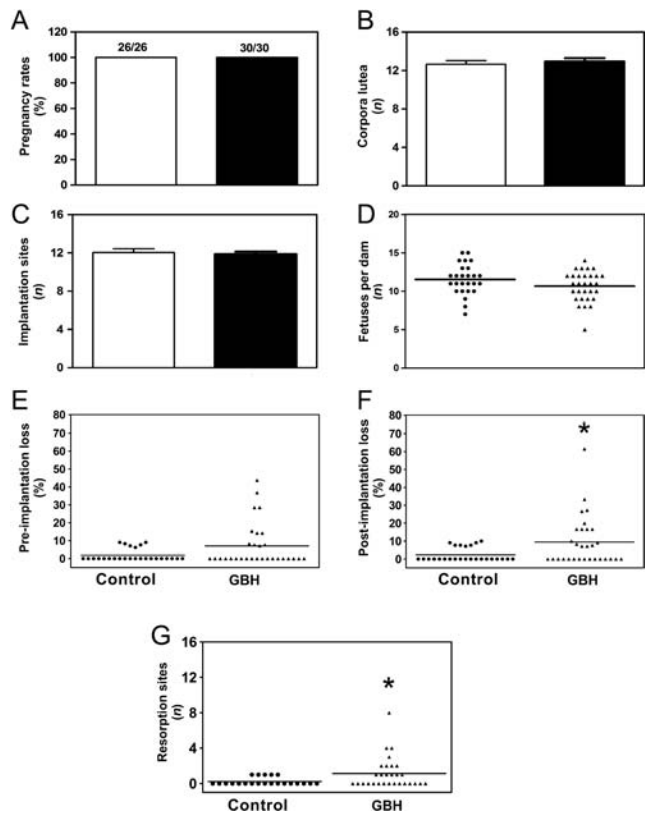 A
Pregnancy rates
(%)
120
100
80
60
40
20
0
26/26
30/30
B
Corpora lutea
(n)
16
12
8
4
0
C
Implantation sites
(n)
16
12
8
4
0
D
Fetuses per dam
(n)
20
15
10
5
0
E
Pre-implantation loss
(%)
80
70
60
50
40
30
20
10
0
Control
GBH
F
Post-implantation loss
(%)
80
70
60
50
40
30
20
10
0
*
Control
GBH
G
Resorption sites
(n)
16
12
8
4
0
*
Control
GBH